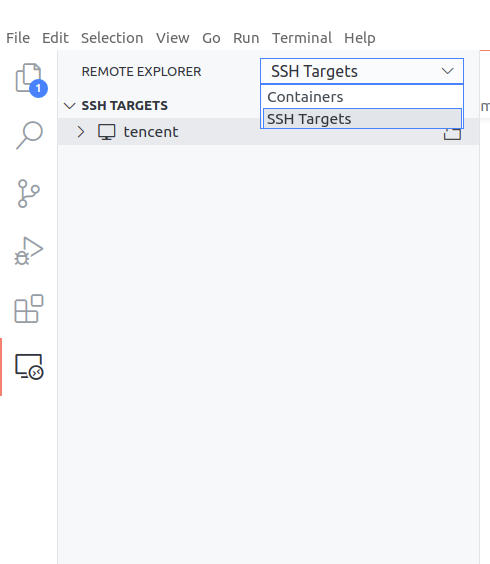 File Edit Selection View Go Run Terminal Help
REMOTE EXPLORER
SSH Targets
Containers
SSH Targets
SSH TARGETS
tencent
1
m